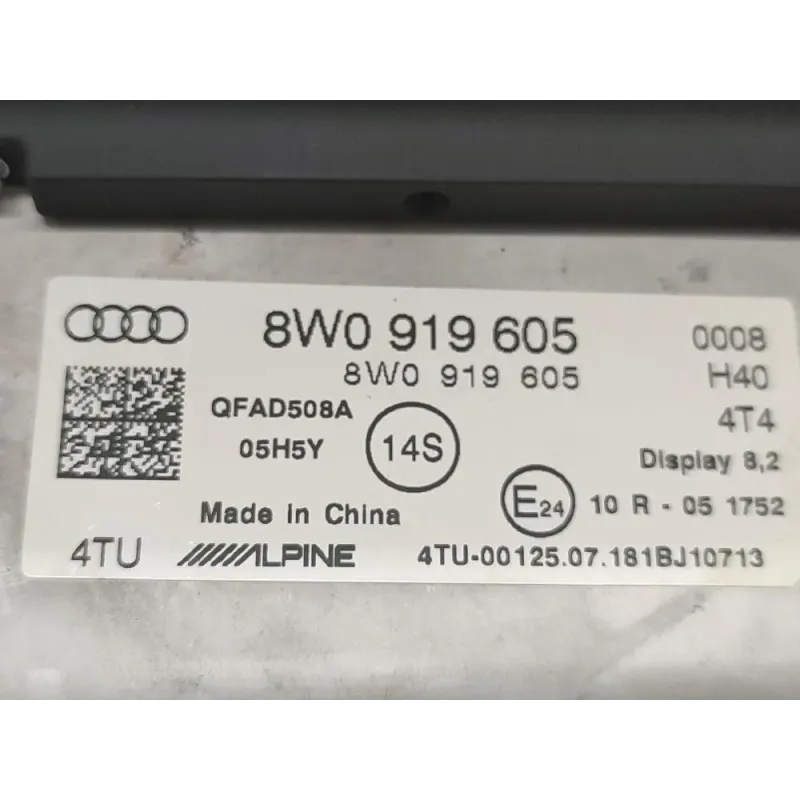 8W0 919 605 0008
8W0 919 605 H40
QFAD508A 4T4
05H5Y 14S Display 8,2
E24 10 R - 05 1752
Made in China
4TU ALPINE 4TU-00125.07.181BJ10713